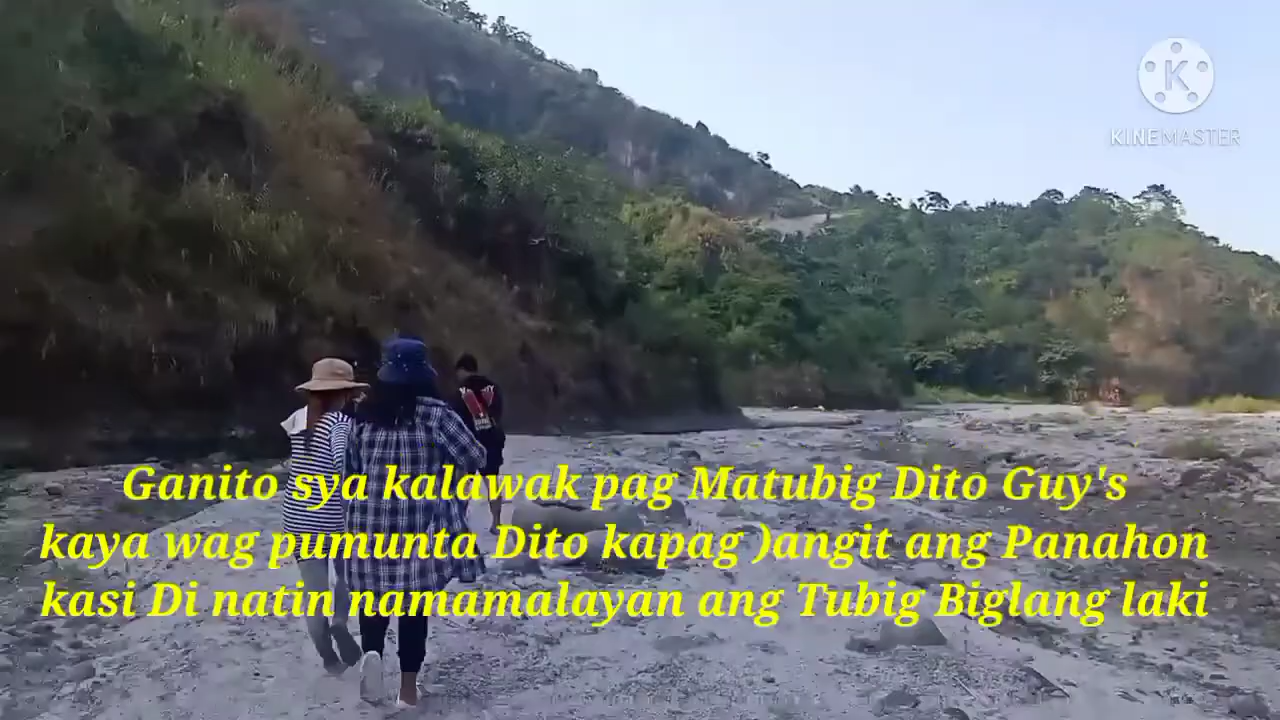 K
KINEMASTER
Ganito sya kalawak pag Matubig Dito Guy's
kaya wag pumunta Dito kapag )angit ang Panahon
kasi Di natin namamalayan ang Tubig Biglang laki